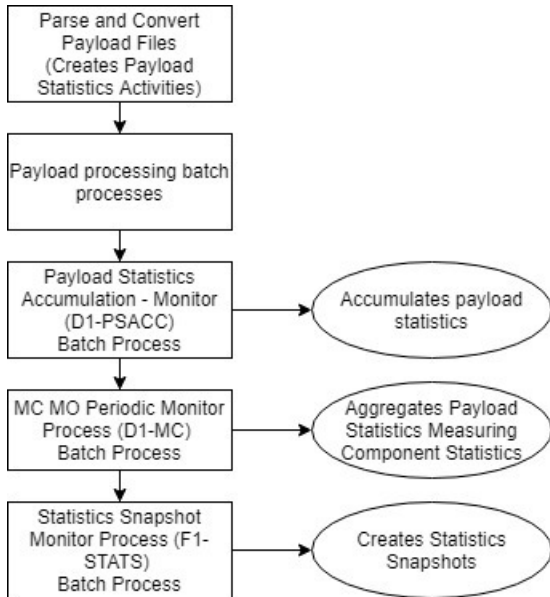 Parse and Convert
Payload Files
(Creates Payload
Statistics Activities)
Payload processing batch
processes
Payload Statistics
Accumulation - Monitor
(D1-PSACC)
Batch Process
Accumulates payload
statistics
MC MO Periodic Monitor
Process (D1-MC)
Batch Process
Aggregates Payload
Statistics Measuring
Component Statistics
Statistics Snapshot
Monitor Process (F1-
STATS)
Batch Process
Creates Statistics
Snapshots